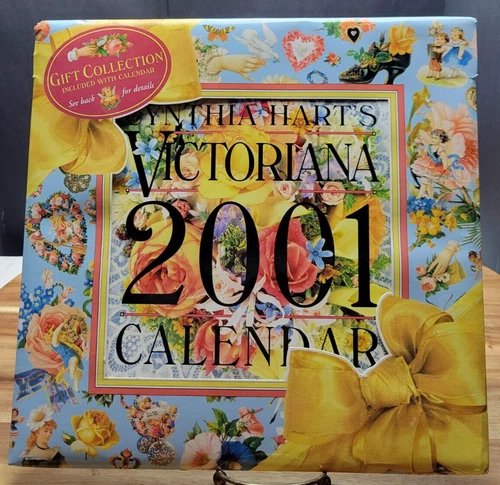 GIFT COLLECTION
INCLUDED WITH CALENDAR
See back for details
CYNTHIA HART'S
VICTORIANA
2001
CALENDAR